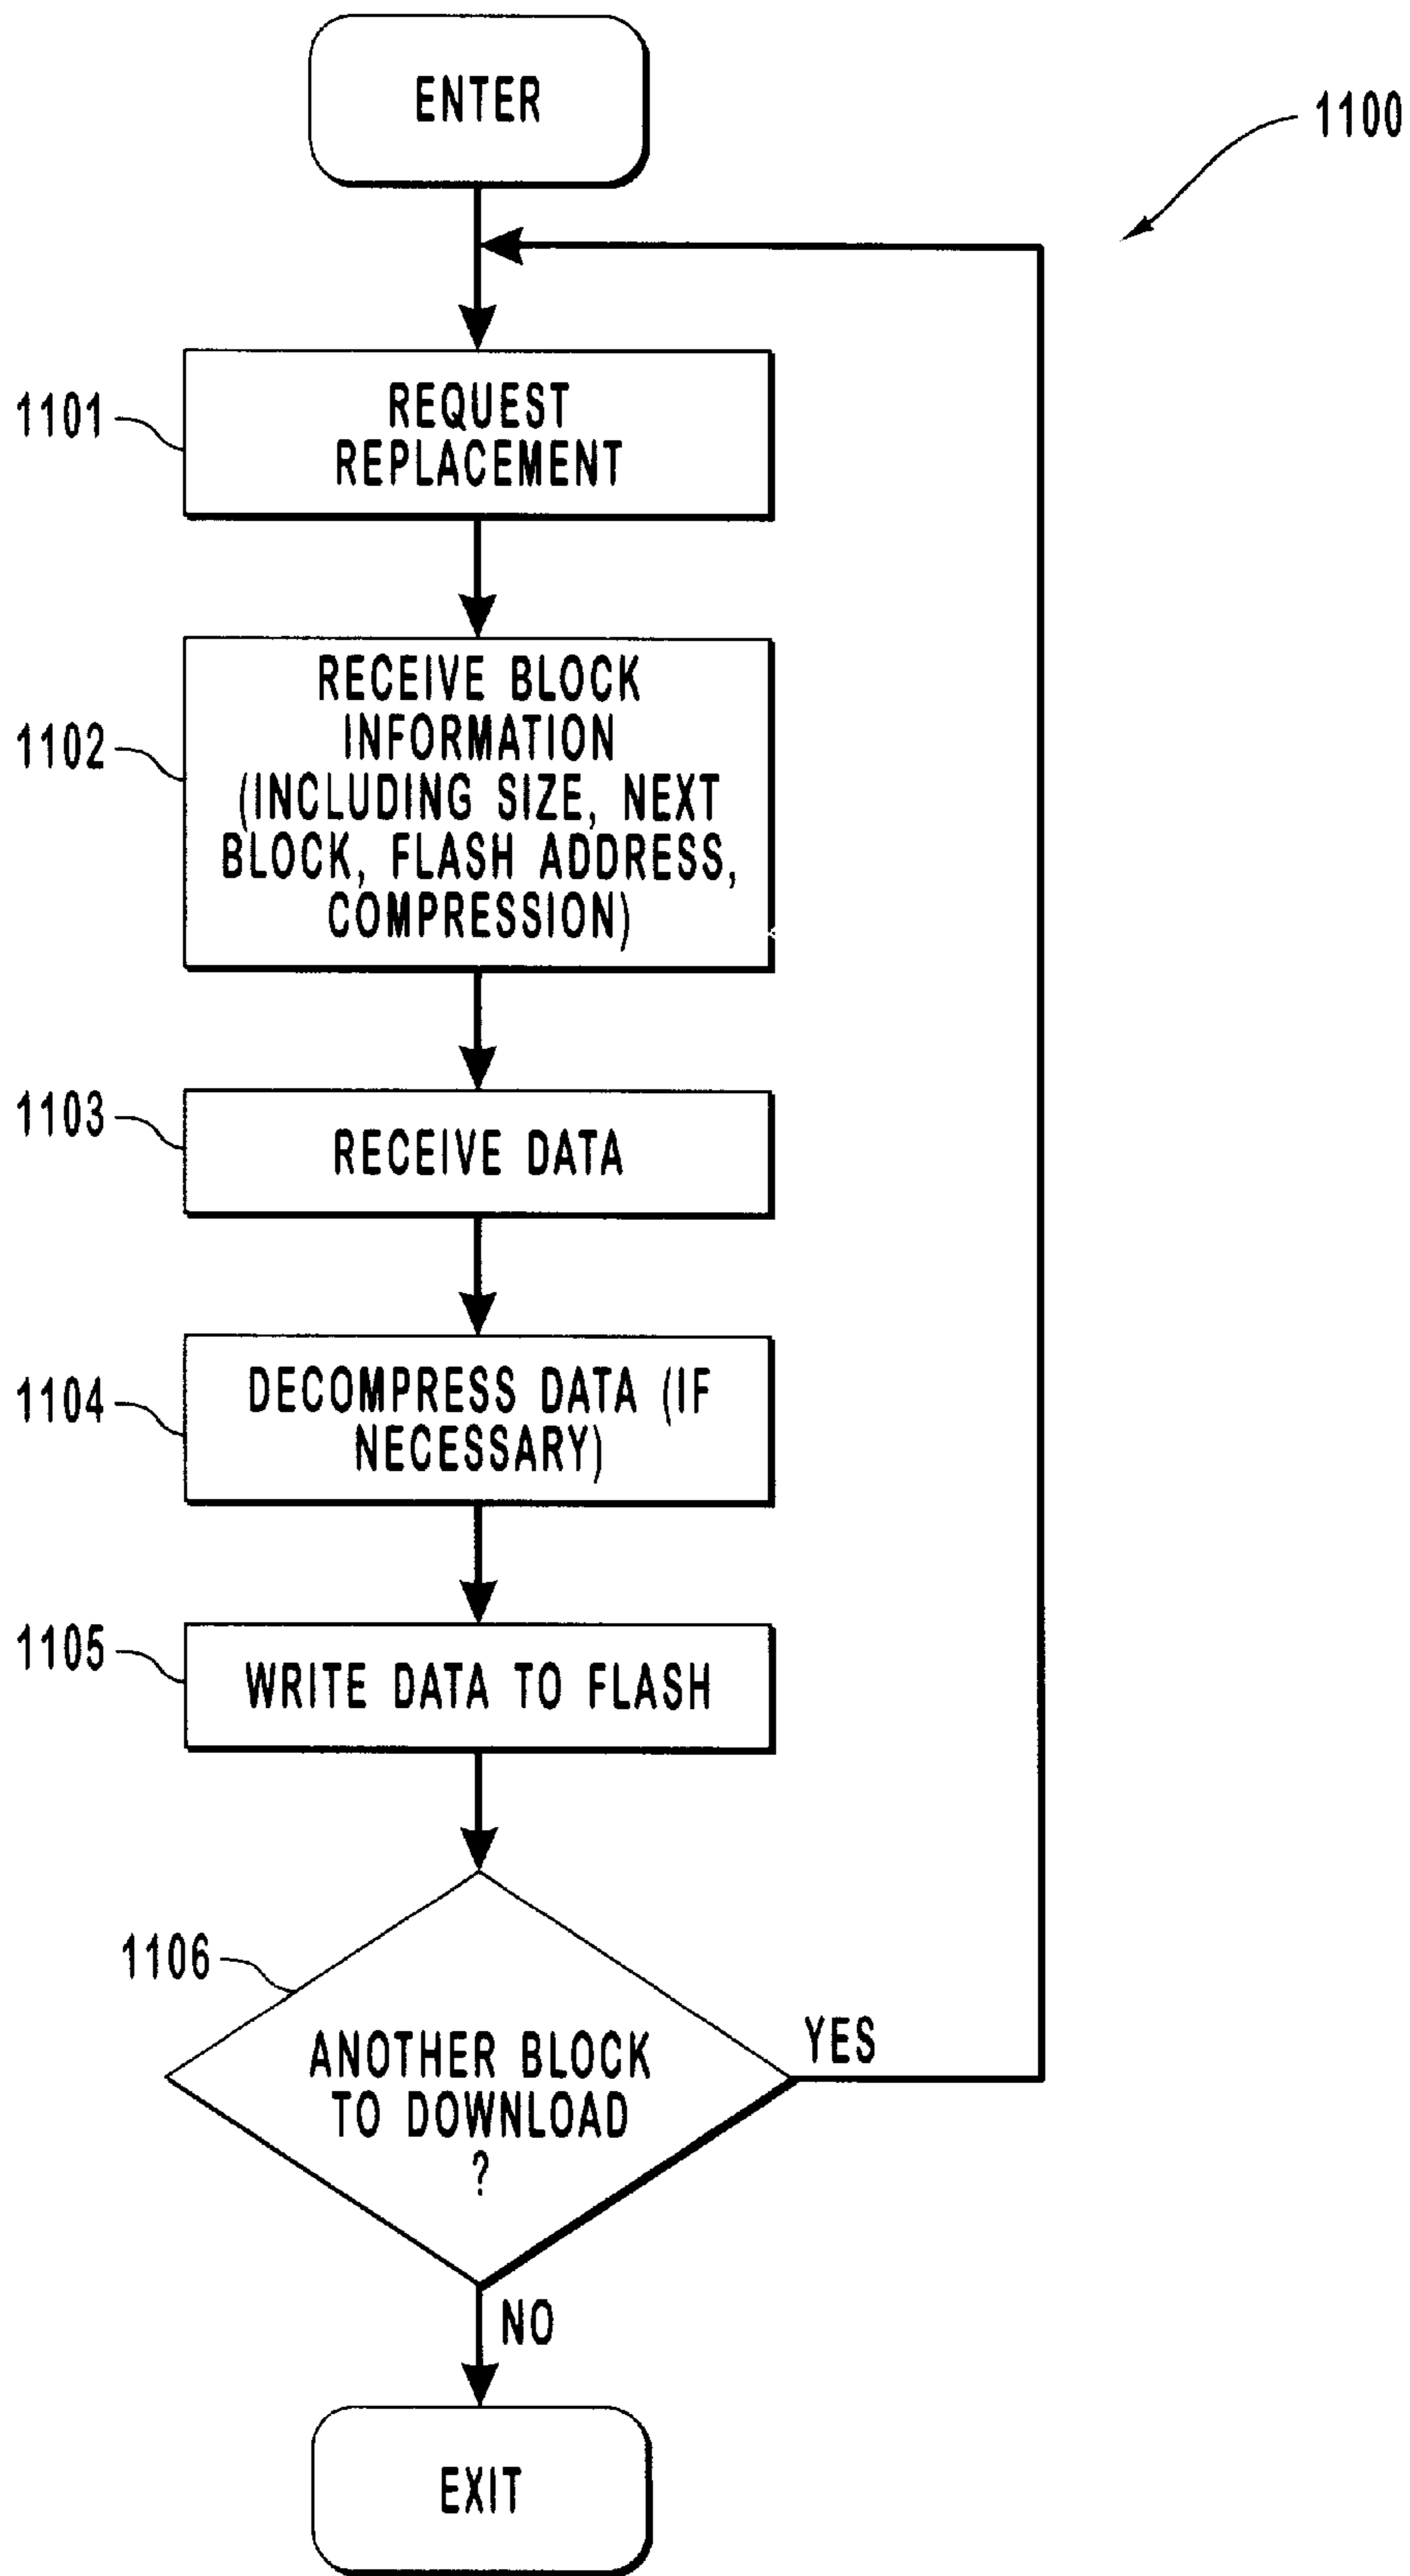 ENTER
1100
1101
REQUEST
REPLACEMENT
1102
RECEIVE BLOCK
INFORMATION
(INCLUDING SIZE, NEXT
BLOCK, FLASH ADDRESS,
COMPRESSION)
1103
RECEIVE DATA
1104
DECOMPRESS DATA (IF
NECESSARY)
1105
WRITE DATA TO FLASH
1106
ANOTHER BLOCK
TO DOWNLOAD
?
YES
NO
EXIT